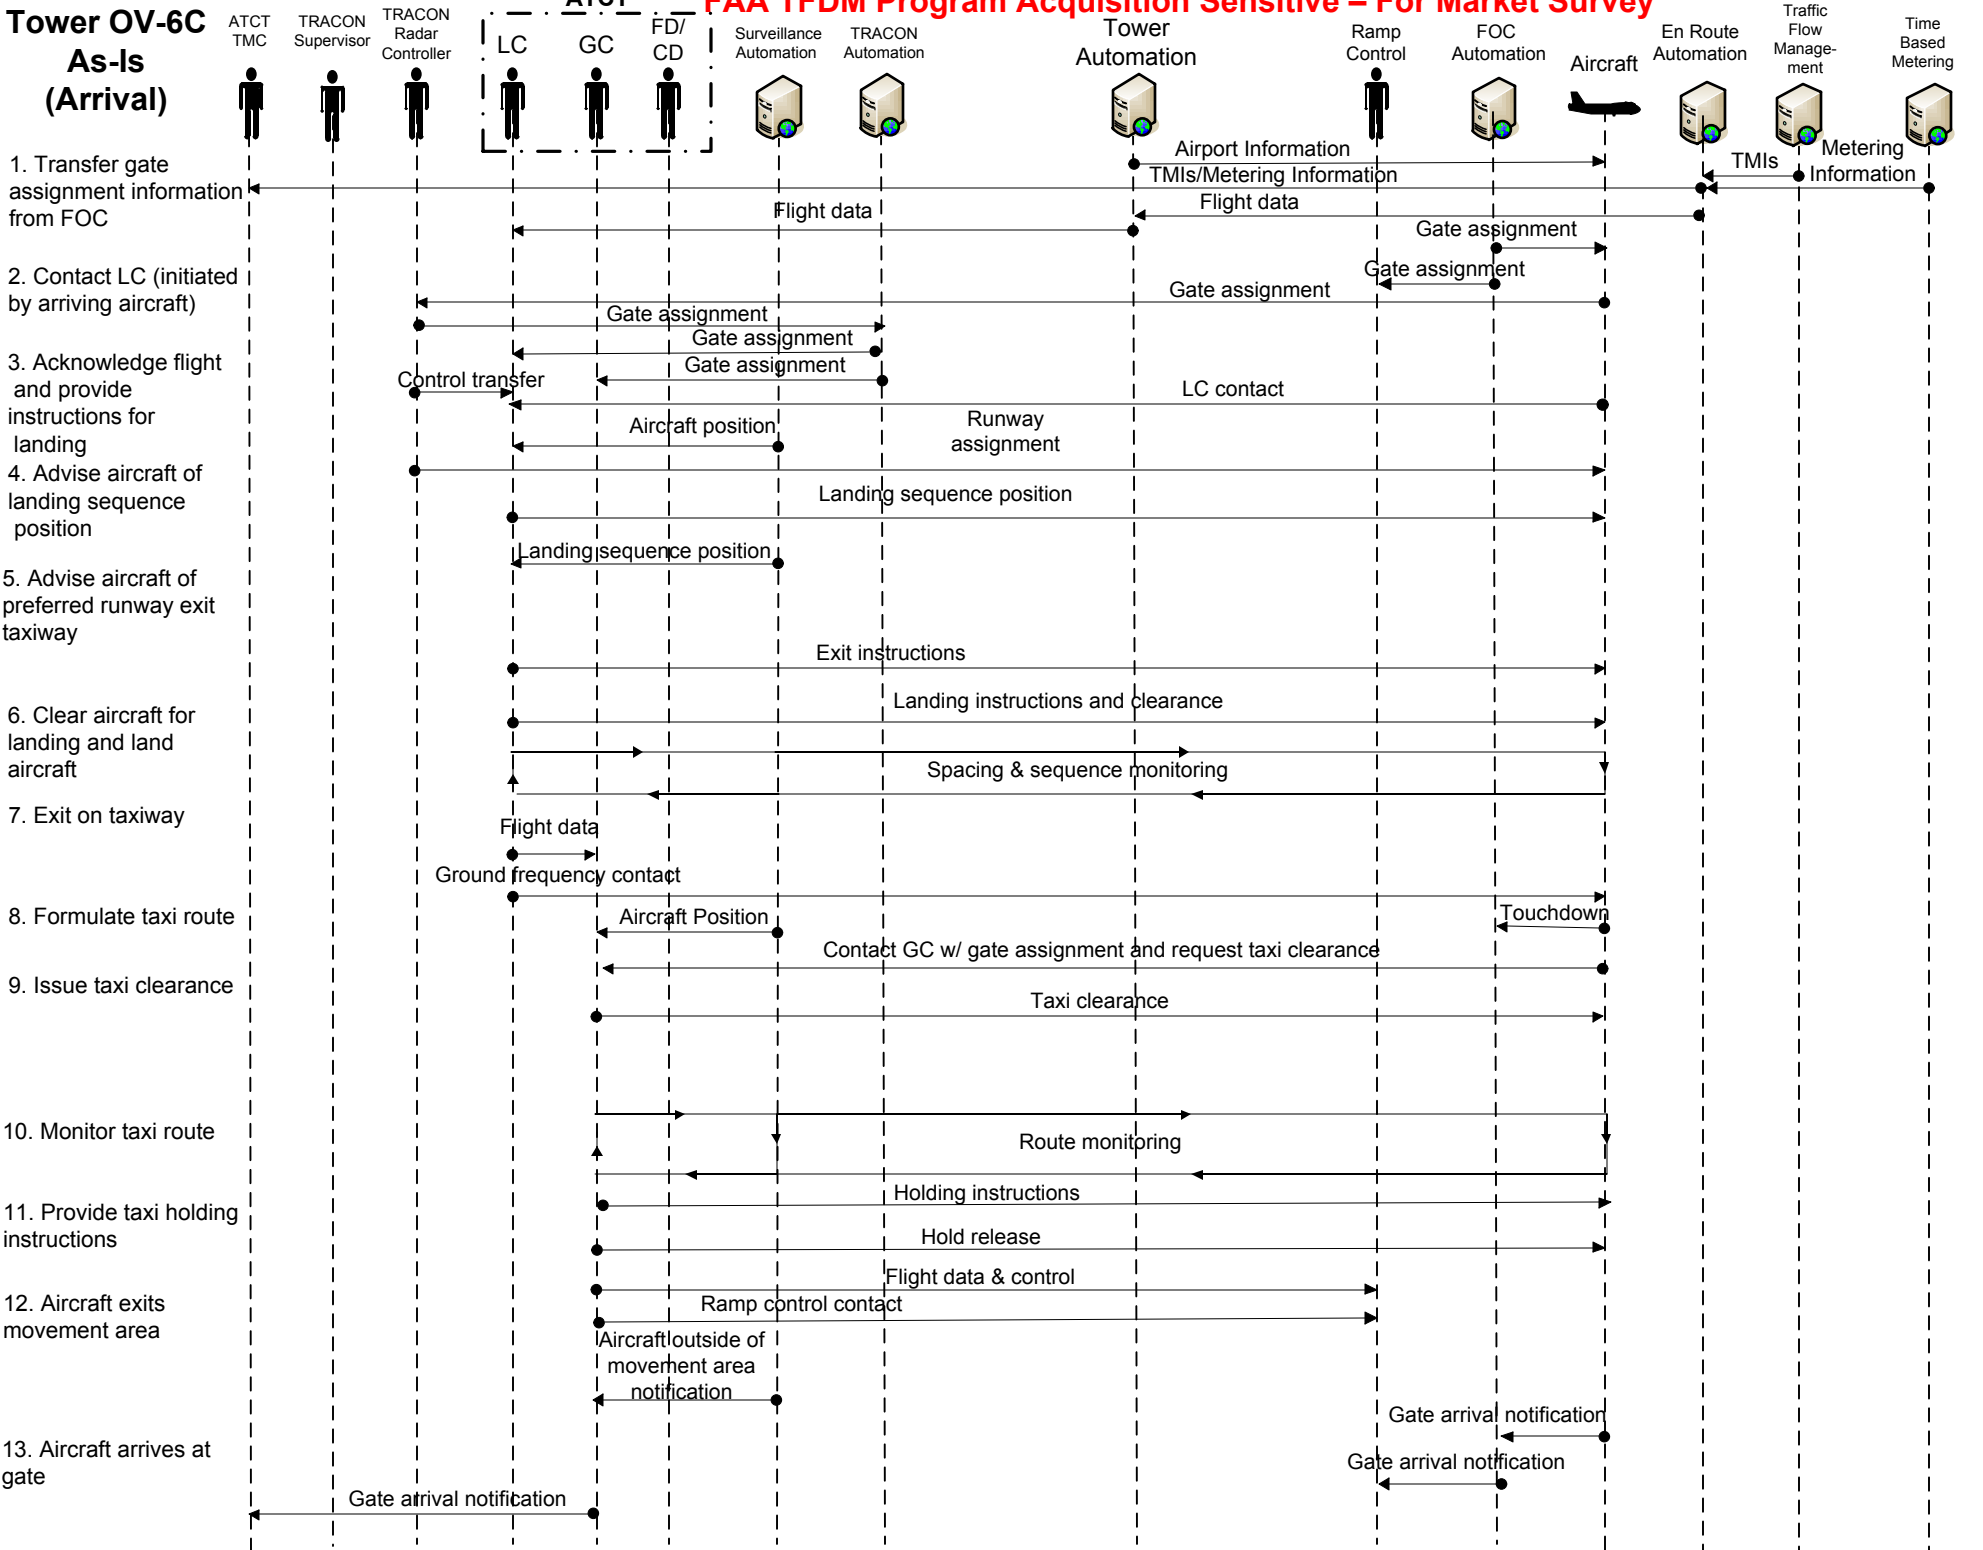 FAA TFDM Program Acquisition Sensitive – For Market Survey
Tower OV-6C
As-Is
(Arrival)
ATCT
TMC
TRACON
Supervisor
TRACON
Radar
Controller
ATCT
LC
GC
FD/
CD
Surveillance
Automation
TRACON
Automation
Tower
Automation
Ramp
Control
FOC
Automation
Aircraft
En Route
Automation
Traffic
Flow
Manage-
ment
Time
Based
Metering
1. Transfer gate
assignment information
from FOC
Airport Information
TMIs
Metering
Information
TMIs/Metering Information
Flight data
Flight data
Gate assignment
2. Contact LC (initiated
by arriving aircraft)
Gate assignment
Gate assignment
Gate assignment
Gate assignment
Gate assignment
3. Acknowledge flight
and provide
instructions for
landing
Control transfer
LC contact
Aircraft position
Runway
assignment
4. Advise aircraft of
landing sequence
position
Landing sequence position
Landing sequence position
5. Advise aircraft of
preferred runway exit
taxiway
Exit instructions
6. Clear aircraft for
landing and land
aircraft
Landing instructions and clearance
Spacing & sequence monitoring
7. Exit on taxiway
Flight data
Ground frequency contact
8. Formulate taxi route
Aircraft Position
Touchdown
Contact GC w/ gate assignment and request taxi clearance
9. Issue taxi clearance
Taxi clearance
10. Monitor taxi route
Route monitoring
11. Provide taxi holding
instructions
Holding instructions
Hold release
12. Aircraft exits
movement area
Flight data & control
Ramp control contact
Aircraft outside of
movement area
notification
13. Aircraft arrives at
gate
Gate arrival notification
Gate arrival notification
Gate arrival notification